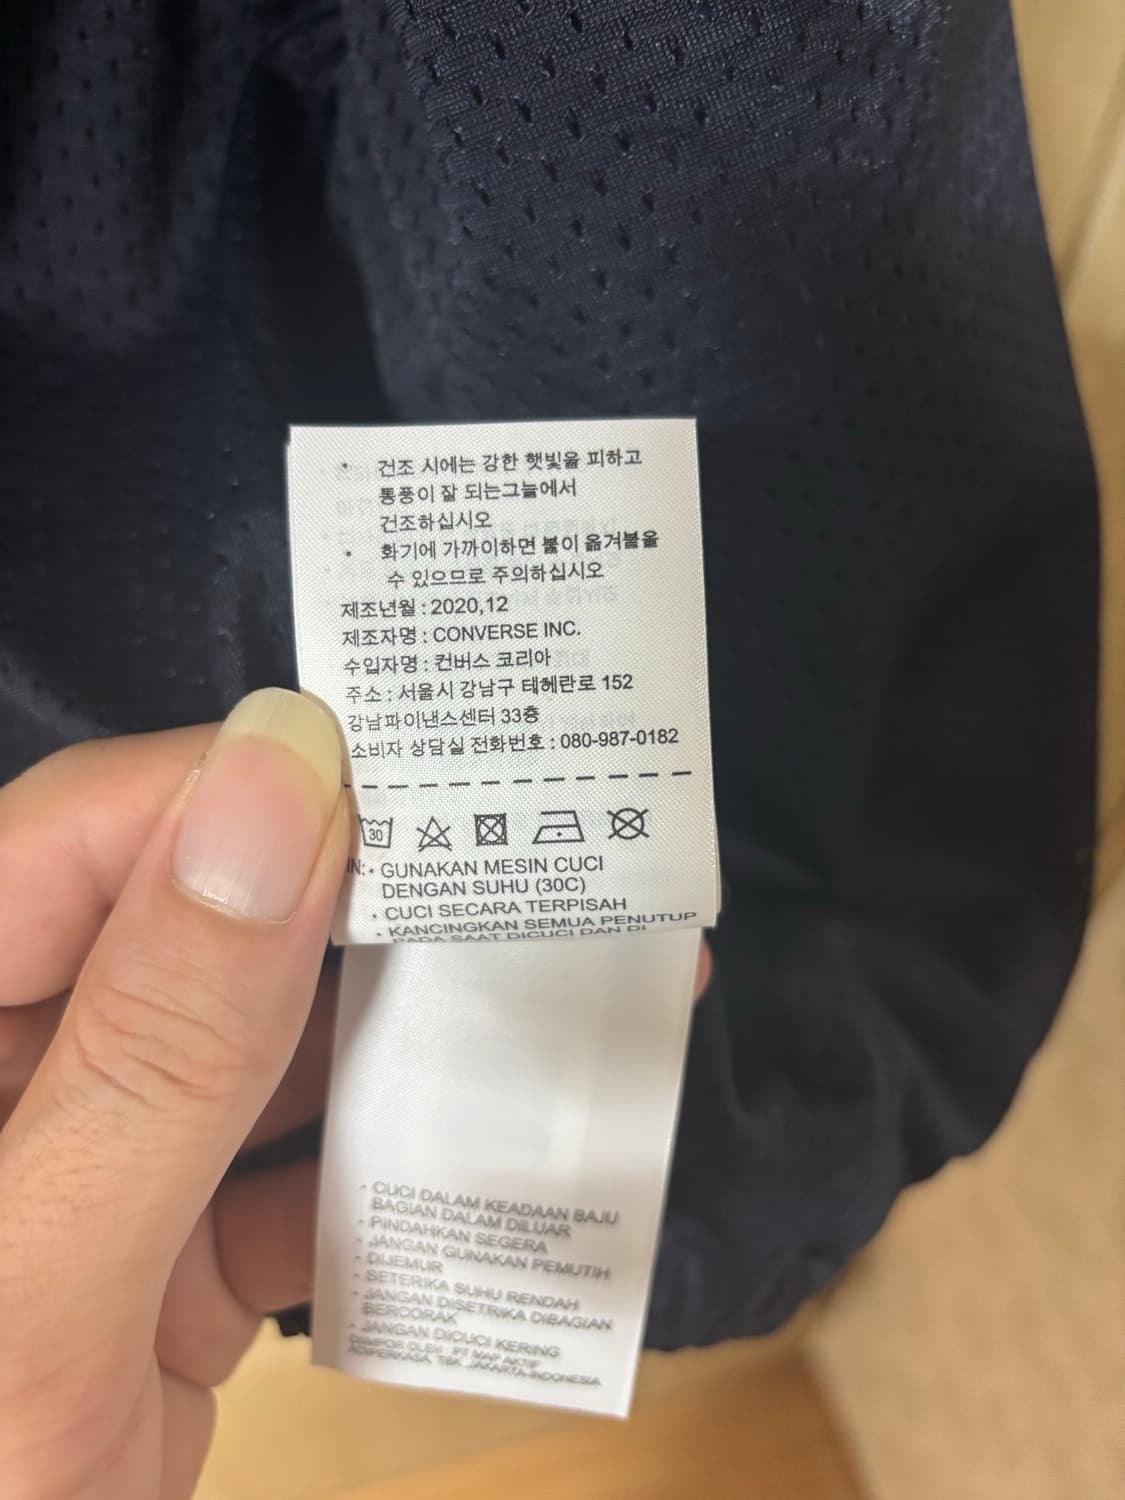 • 건조 시에는 강한 햇빛을 피하고
통풍이 잘 되는그늘에서
건조하십시오
• 화기에 가까이하면 불이 옮겨붙을
수 있으므로 주의하십시오
제조년월 : 2020,12
제조자명 : CONVERSE INC.
수입자명 : 컨버스 코리아
주소 : 서울시 강남구 테헤란로 152
강남파이낸스센터 33층
소비자 상담실 전화번호 : 080-987-0182
30
IN: • GUNAKAN MESIN CUCI
DENGAN SUHU (30C)
• CUCI SECARA TERPISAH
• KANCINGKAN SEMUA PENUTUP
PADA SAAT DICUCI DAN DI
• CUCI DALAM KEADAAN BAJU
BAGIAN DALAM DILUAR
• PINDAHKAN SEGERA
• JANGAN GUNAKAN PEMUTIH
• DIJEMUR
• SETERIKA SUHU RENDAH
• JANGAN DISETRIKA DIBAGIAN
BERCORAK
• JANGAN DICUCI KERING
DIIMPOR OLEH : PT MAP AKTIF
ADIPERKASA TBK, JAKARTA-INDONESIA